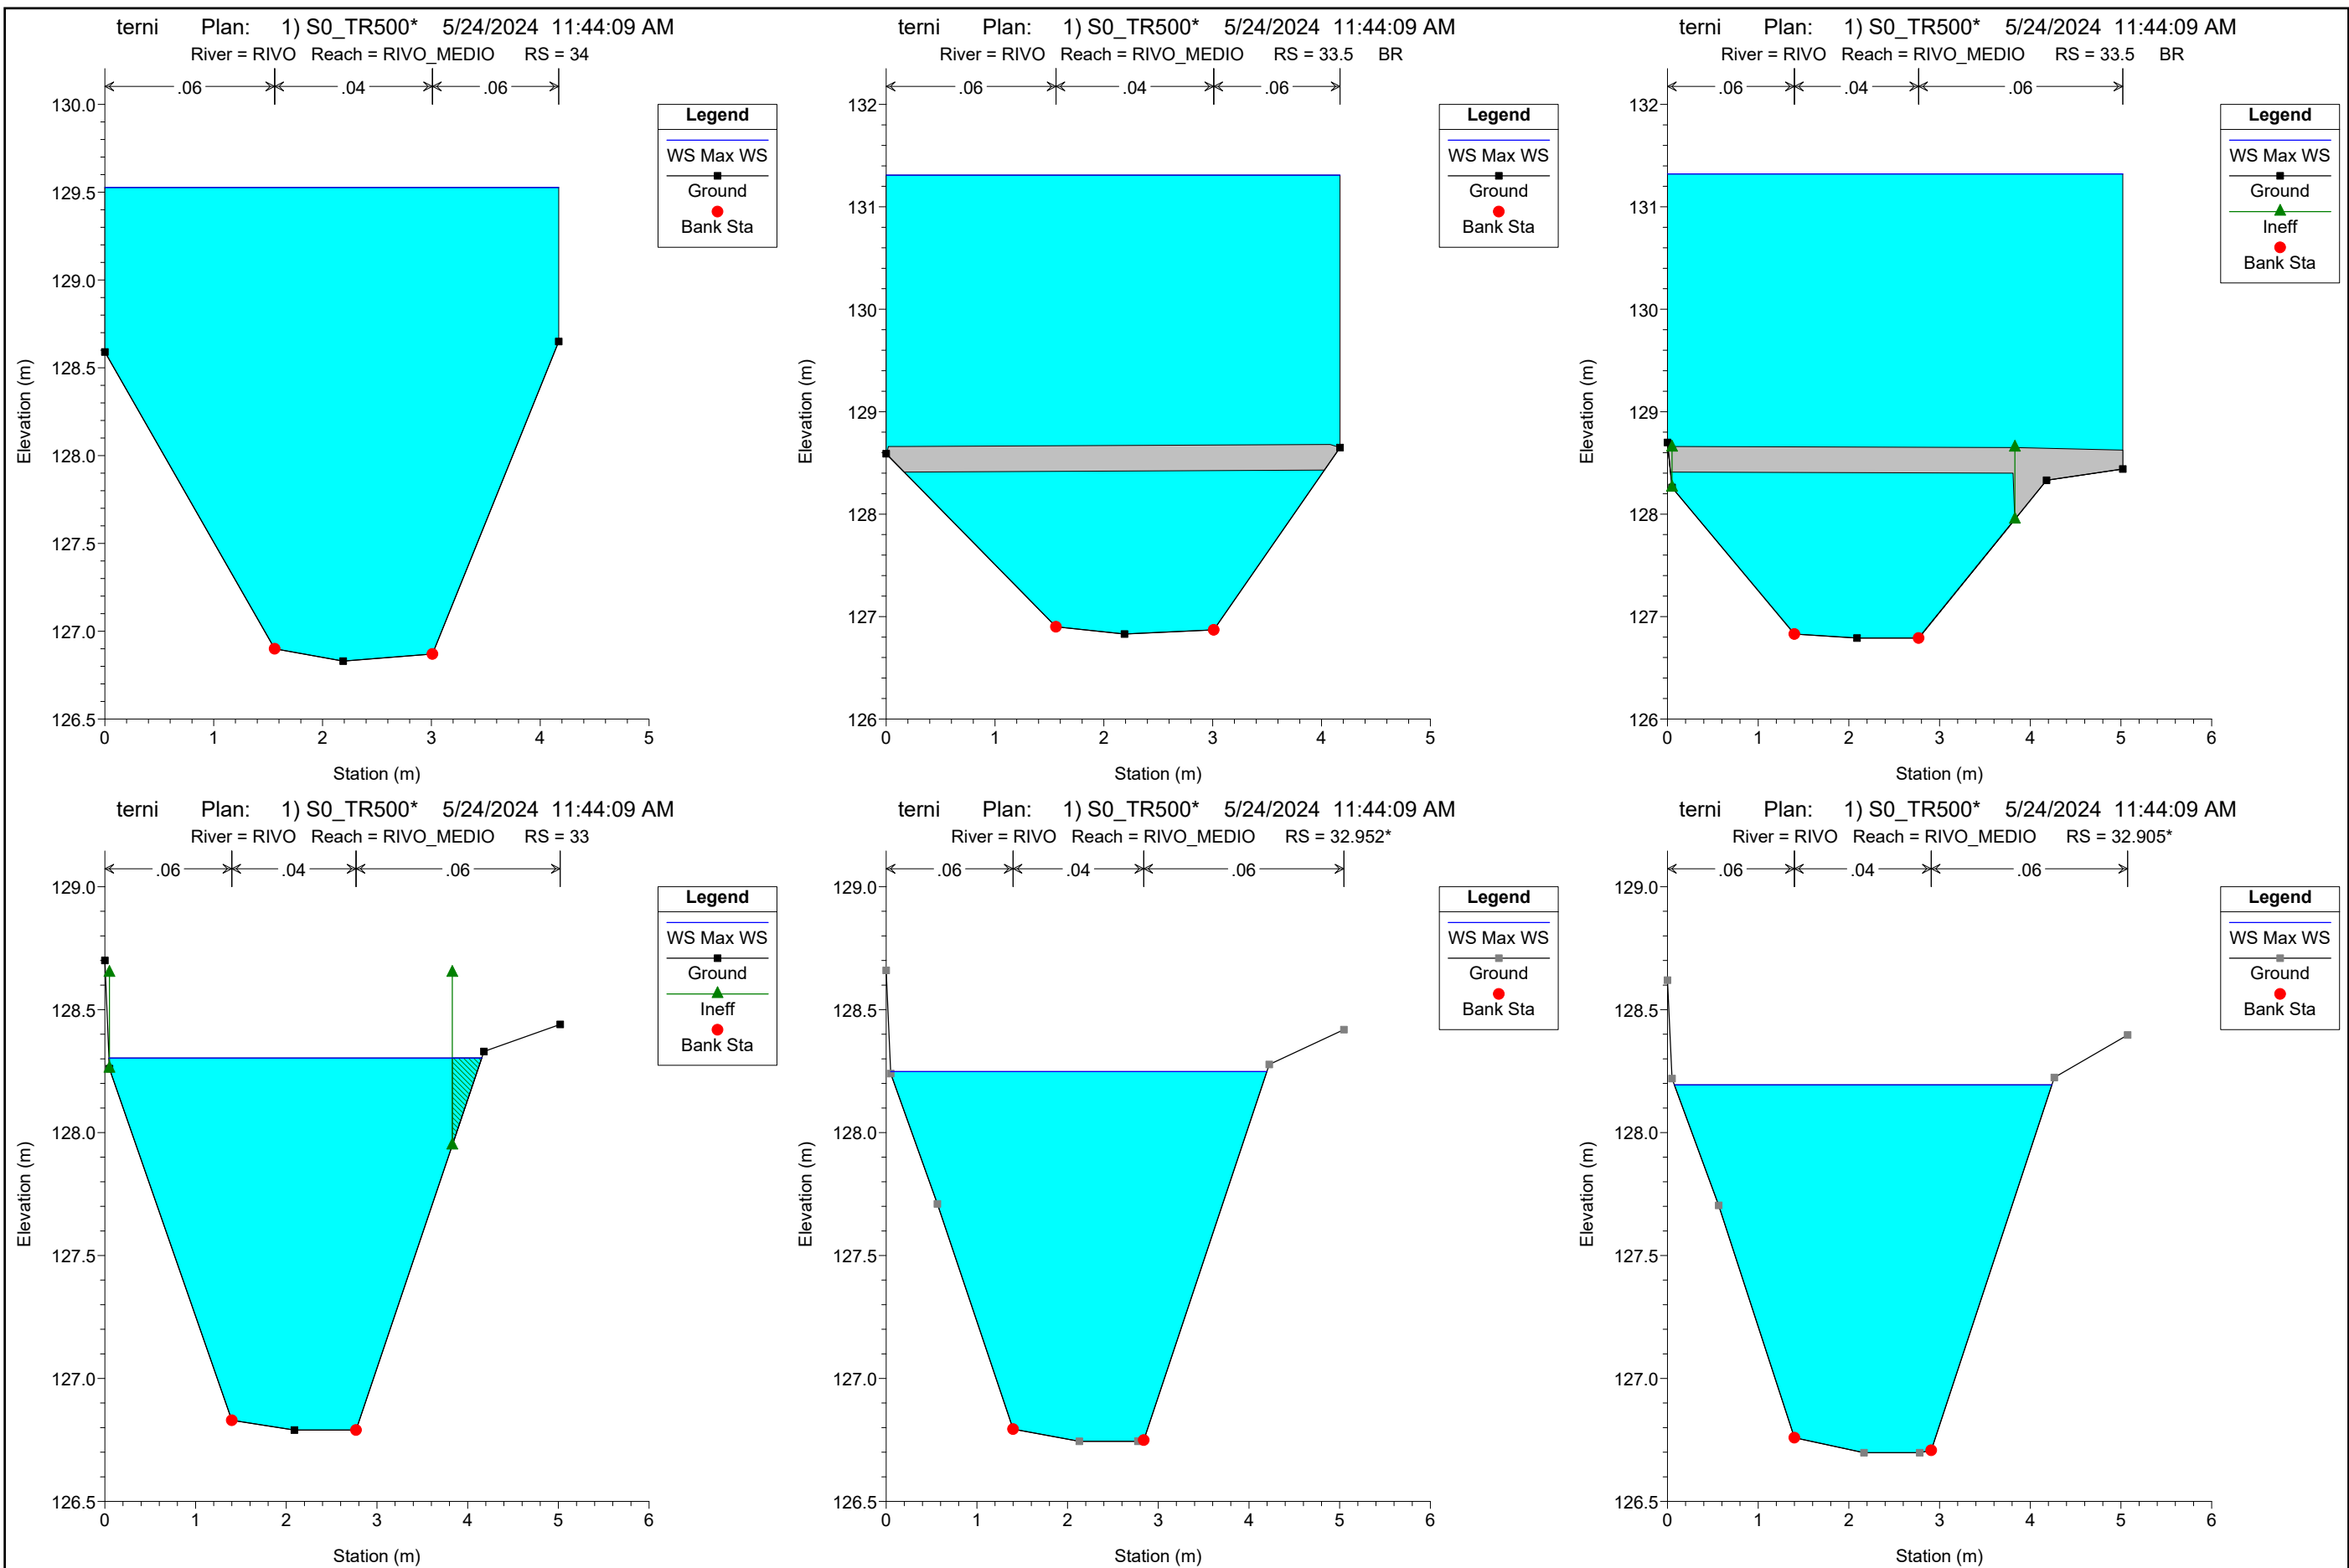 terni Plan: 1) S0_TR500* 5/24/2024 11:44:09 AM
River = RIVO Reach = RIVO_MEDIO RS = 34
.06 .04 .06
130.0
129.5
129.0
128.5
128.0
127.5
127.0
126.5
Elevation (m)
0 1 2 3 4 5
Station (m)
Legend
WS Max WS
Ground
Bank Sta
terni Plan: 1) S0_TR500* 5/24/2024 11:44:09 AM
River = RIVO Reach = RIVO_MEDIO RS = 33.5 BR
.06 .04 .06
132
131
130
129
128
127
126
Elevation (m)
0 1 2 3 4 5
Station (m)
Legend
WS Max WS
Ground
Bank Sta
terni Plan: 1) S0_TR500* 5/24/2024 11:44:09 AM
River = RIVO Reach = RIVO_MEDIO RS = 33.5 BR
.06 .04 .06
132
131
130
129
128
127
126
Elevation (m)
0 1 2 3 4 5 6
Station (m)
Legend
WS Max WS
Ground
Ineff
Bank Sta
terni Plan: 1) S0_TR500* 5/24/2024 11:44:09 AM
River = RIVO Reach = RIVO_MEDIO RS = 33
.06 .04 .06
129.0
128.5
128.0
127.5
127.0
126.5
Elevation (m)
0 1 2 3 4 5 6
Station (m)
Legend
WS Max WS
Ground
Ineff
Bank Sta
terni Plan: 1) S0_TR500* 5/24/2024 11:44:09 AM
River = RIVO Reach = RIVO_MEDIO RS = 32.952*
.06 .04 .06
129.0
128.5
128.0
127.5
127.0
126.5
Elevation (m)
0 1 2 3 4 5 6
Station (m)
Legend
WS Max WS
Ground
Bank Sta
terni Plan: 1) S0_TR500* 5/24/2024 11:44:09 AM
River = RIVO Reach = RIVO_MEDIO RS = 32.905*
.06 .04 .06
129.0
128.5
128.0
127.5
127.0
126.5
Elevation (m)
0 1 2 3 4 5 6
Station (m)
Legend
WS Max WS
Ground
Bank Sta